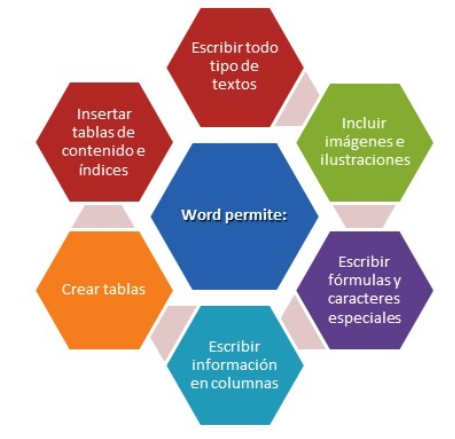 Escribir todo
tipo de
textos
Incluir
imágenes e
ilustraciones
Escribir
fórmulas y
caracteres
especiales
Escribir
información
en columnas
Crear tablas
Insertar
tablas de
contenido e
índices
Word permite: